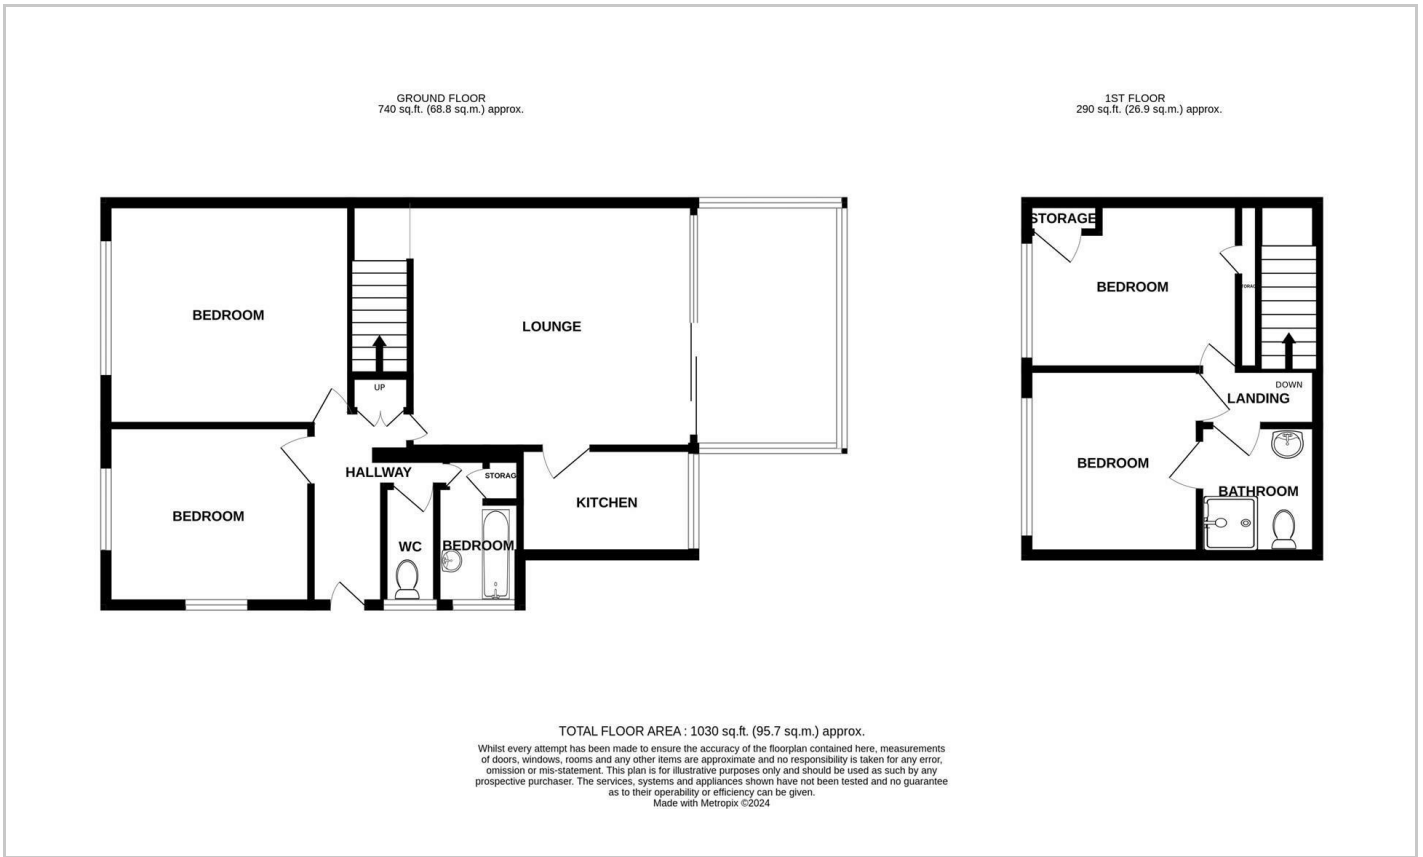 GROUND FLOOR
740 sq.ft. (68.8 sq.m.) approx.
1ST FLOOR
290 sq.ft. (26.9 sq.m.) approx.
BEDROOM
LOUNGE
UP
HALLWAY
STORAG
BEDROOM
KITCHEN
WC
BEDROOM
STORAGE
BEDROOM
TORAG
DOWN
LANDING
BEDROOM
BATHROOM
TOTAL FLOOR AREA : 1030 sq.ft. (95.7 sq.m.) approx.
Whilst every attempt has been made to ensure the accuracy of the floorplan contained here, measurements
of doors, windows, rooms and any other items are approximate and no responsibility is taken for any error,
omission or mis-statement. This plan is for illustrative purposes only and should be used as such by any
prospective purchaser. The services, systems and appliances shown have not been tested and no guarantee
as to their operability or efficiency can be given.
Made with Metropix ©2024